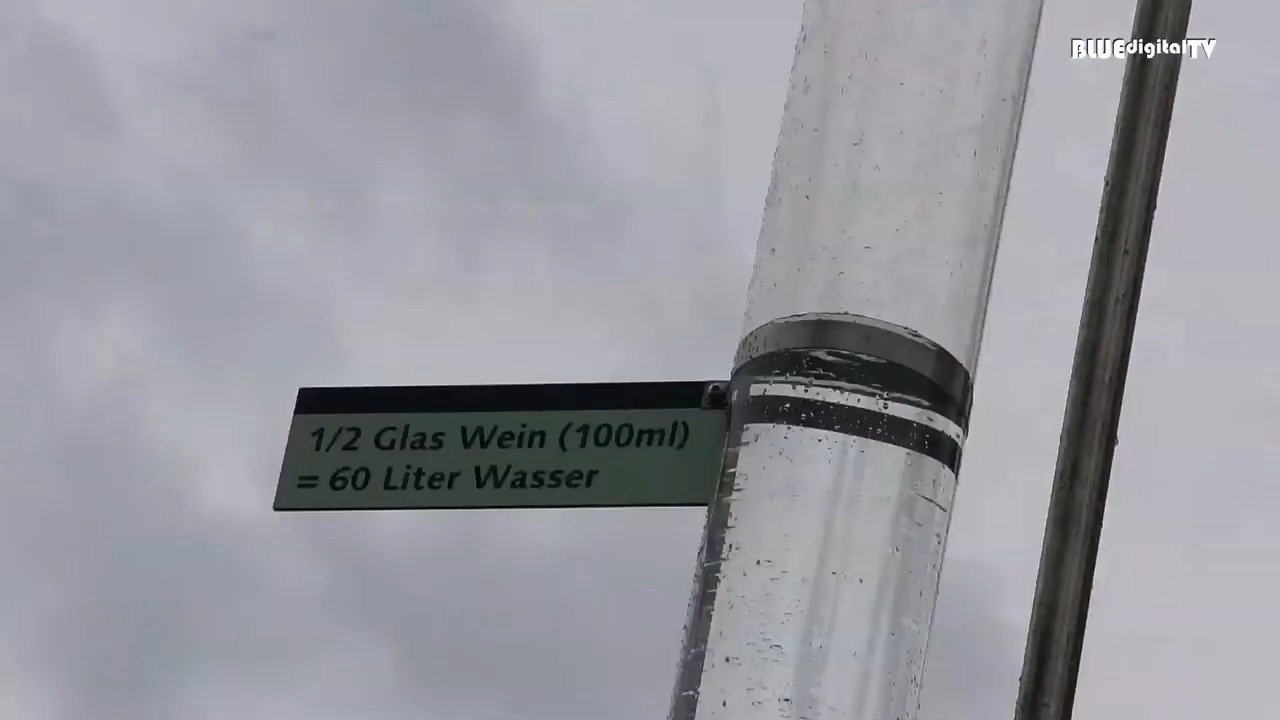 BLUEdigitalTV
1/2 Glas Wein (100ml)
= 60 Liter Wasser